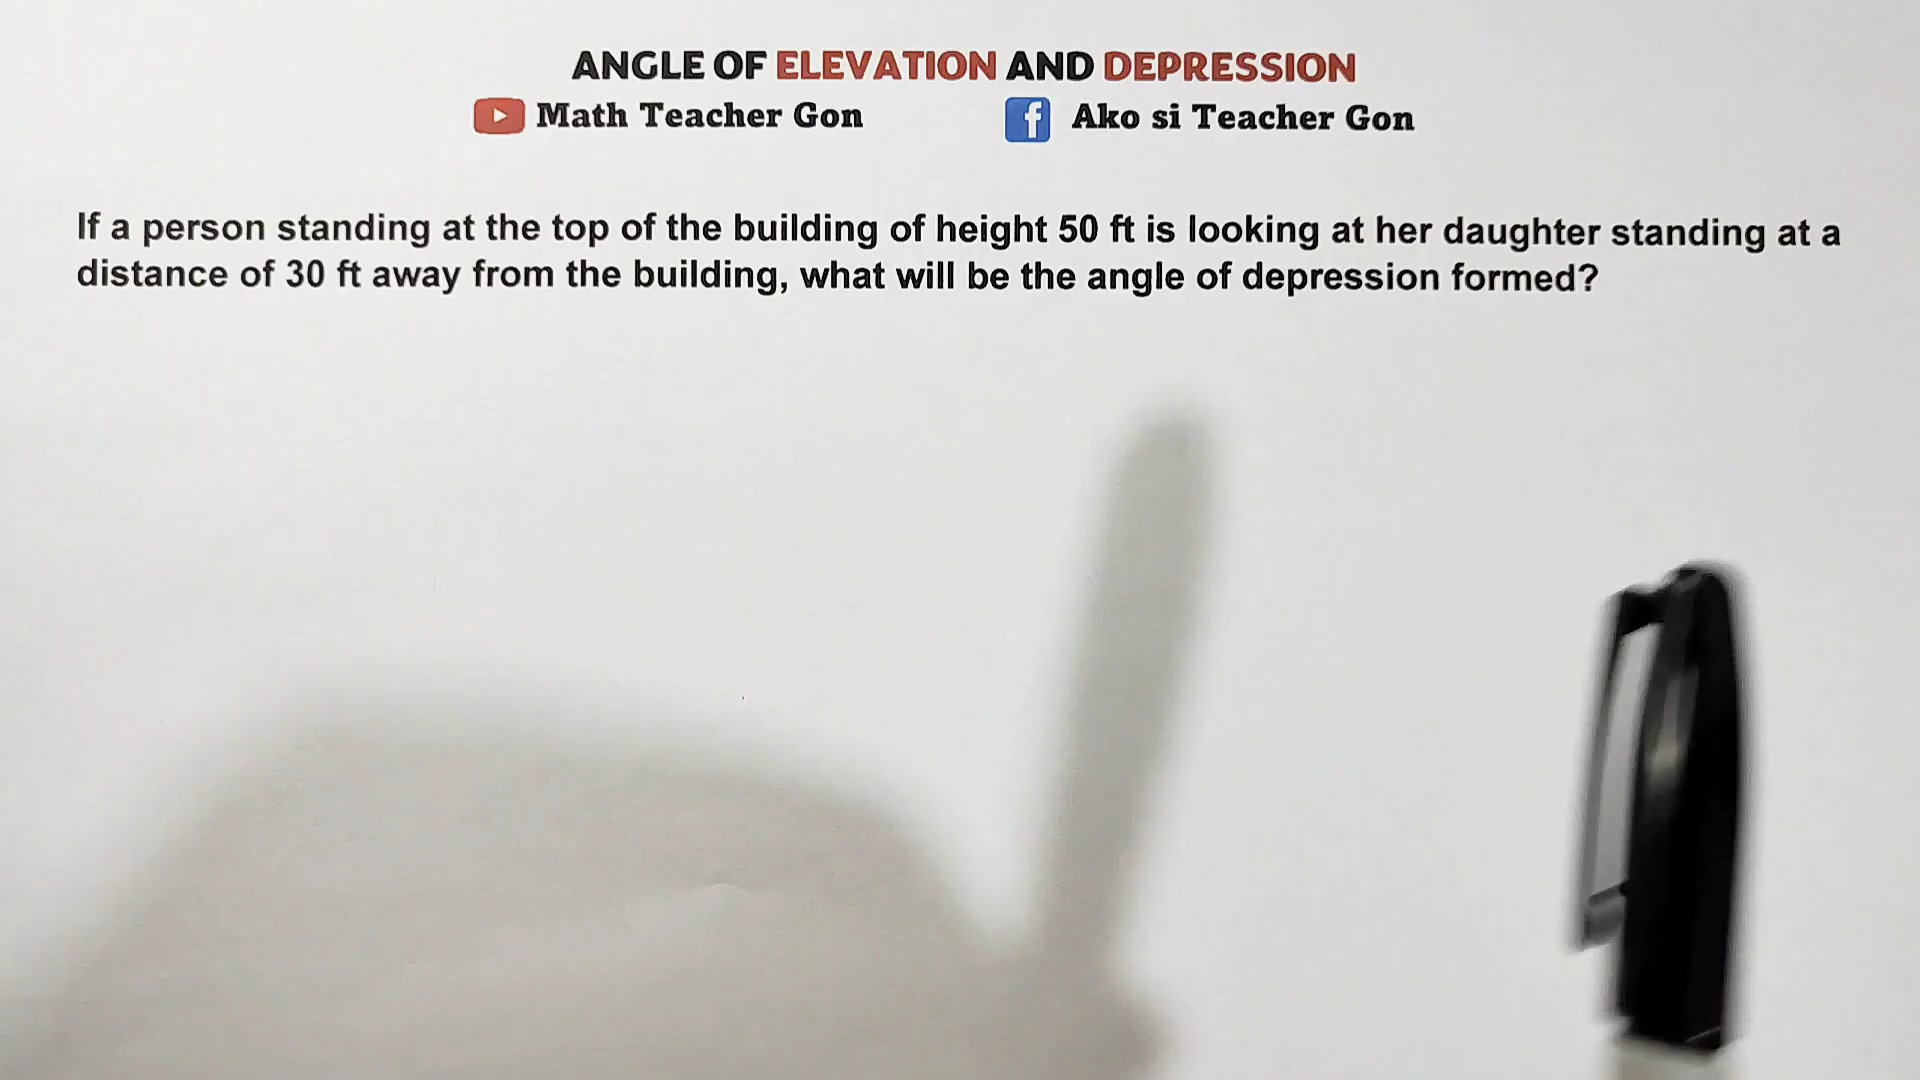 ANGLE OF ELEVATION AND DEPRESSION
Math Teacher Gon
Ako si Teacher Gon
If a person standing at the top of the building of height 50 ft is looking at her daughter standing at a
distance of 30 ft away from the building, what will be the angle of depression formed?